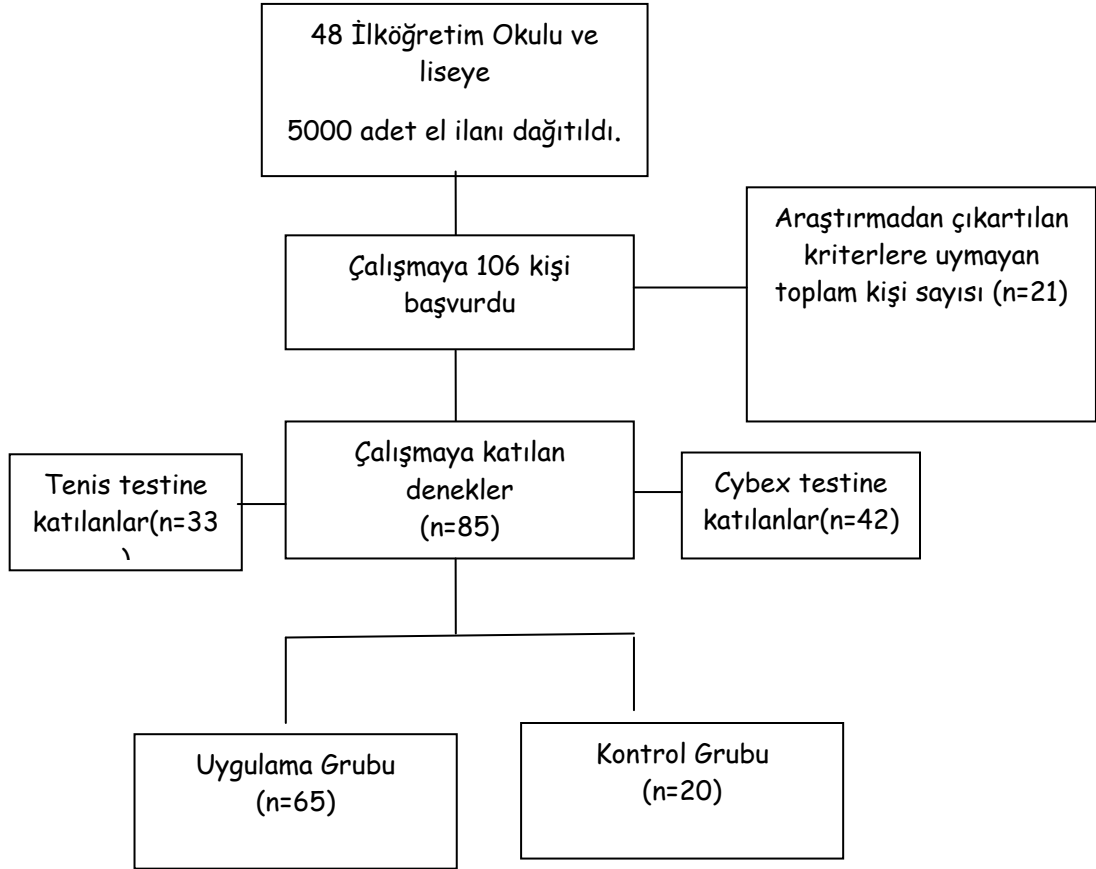 48 İlköğretim Okulu ve
liseye
5000 adet el ilanı dağıtıldı.
Çalışmaya 106 kişi
başvurdu
Araştırmadan çıkartılan
kriterlere uymayan
toplam kişi sayısı (n=21)
Çalışmaya katılan
denekler
(n=85)
Tenis testine
katılanlar(n=33
)
Cybex testine
katılanlar(n=42)
Uygulama Grubu
(n=65)
Kontrol Grubu
(n=20)